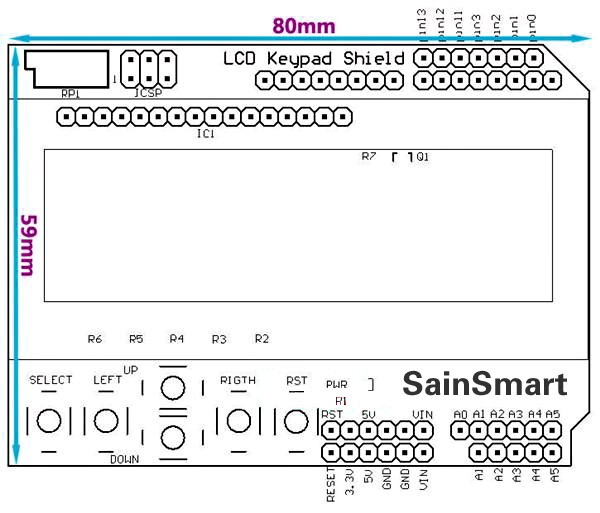 80mm
pin13
pin12
pin11
pin3
pin2
pin1
pin0
LCD Keypad Shield
1
RP1
ICSP
IC1
R7 Q1
59mm
R6 R5 R4 R3 R2
UP
SELECT LEFT RIGTH RST PWR
SainSmart
R1
RST 5V VIN A0 A1 A2 A3 A4 A5
DOWN
RESET
3.3V
5V
GND
GND
VIN
A1
A2
A3
A4
A5